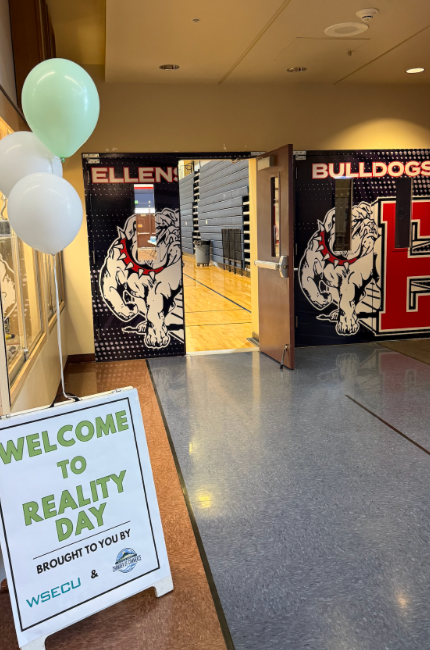 ELLENS
BULLDOGS
E
WELCOME
TO
REALITY
DAY
BROUGHT TO YOU BY
WSECU &